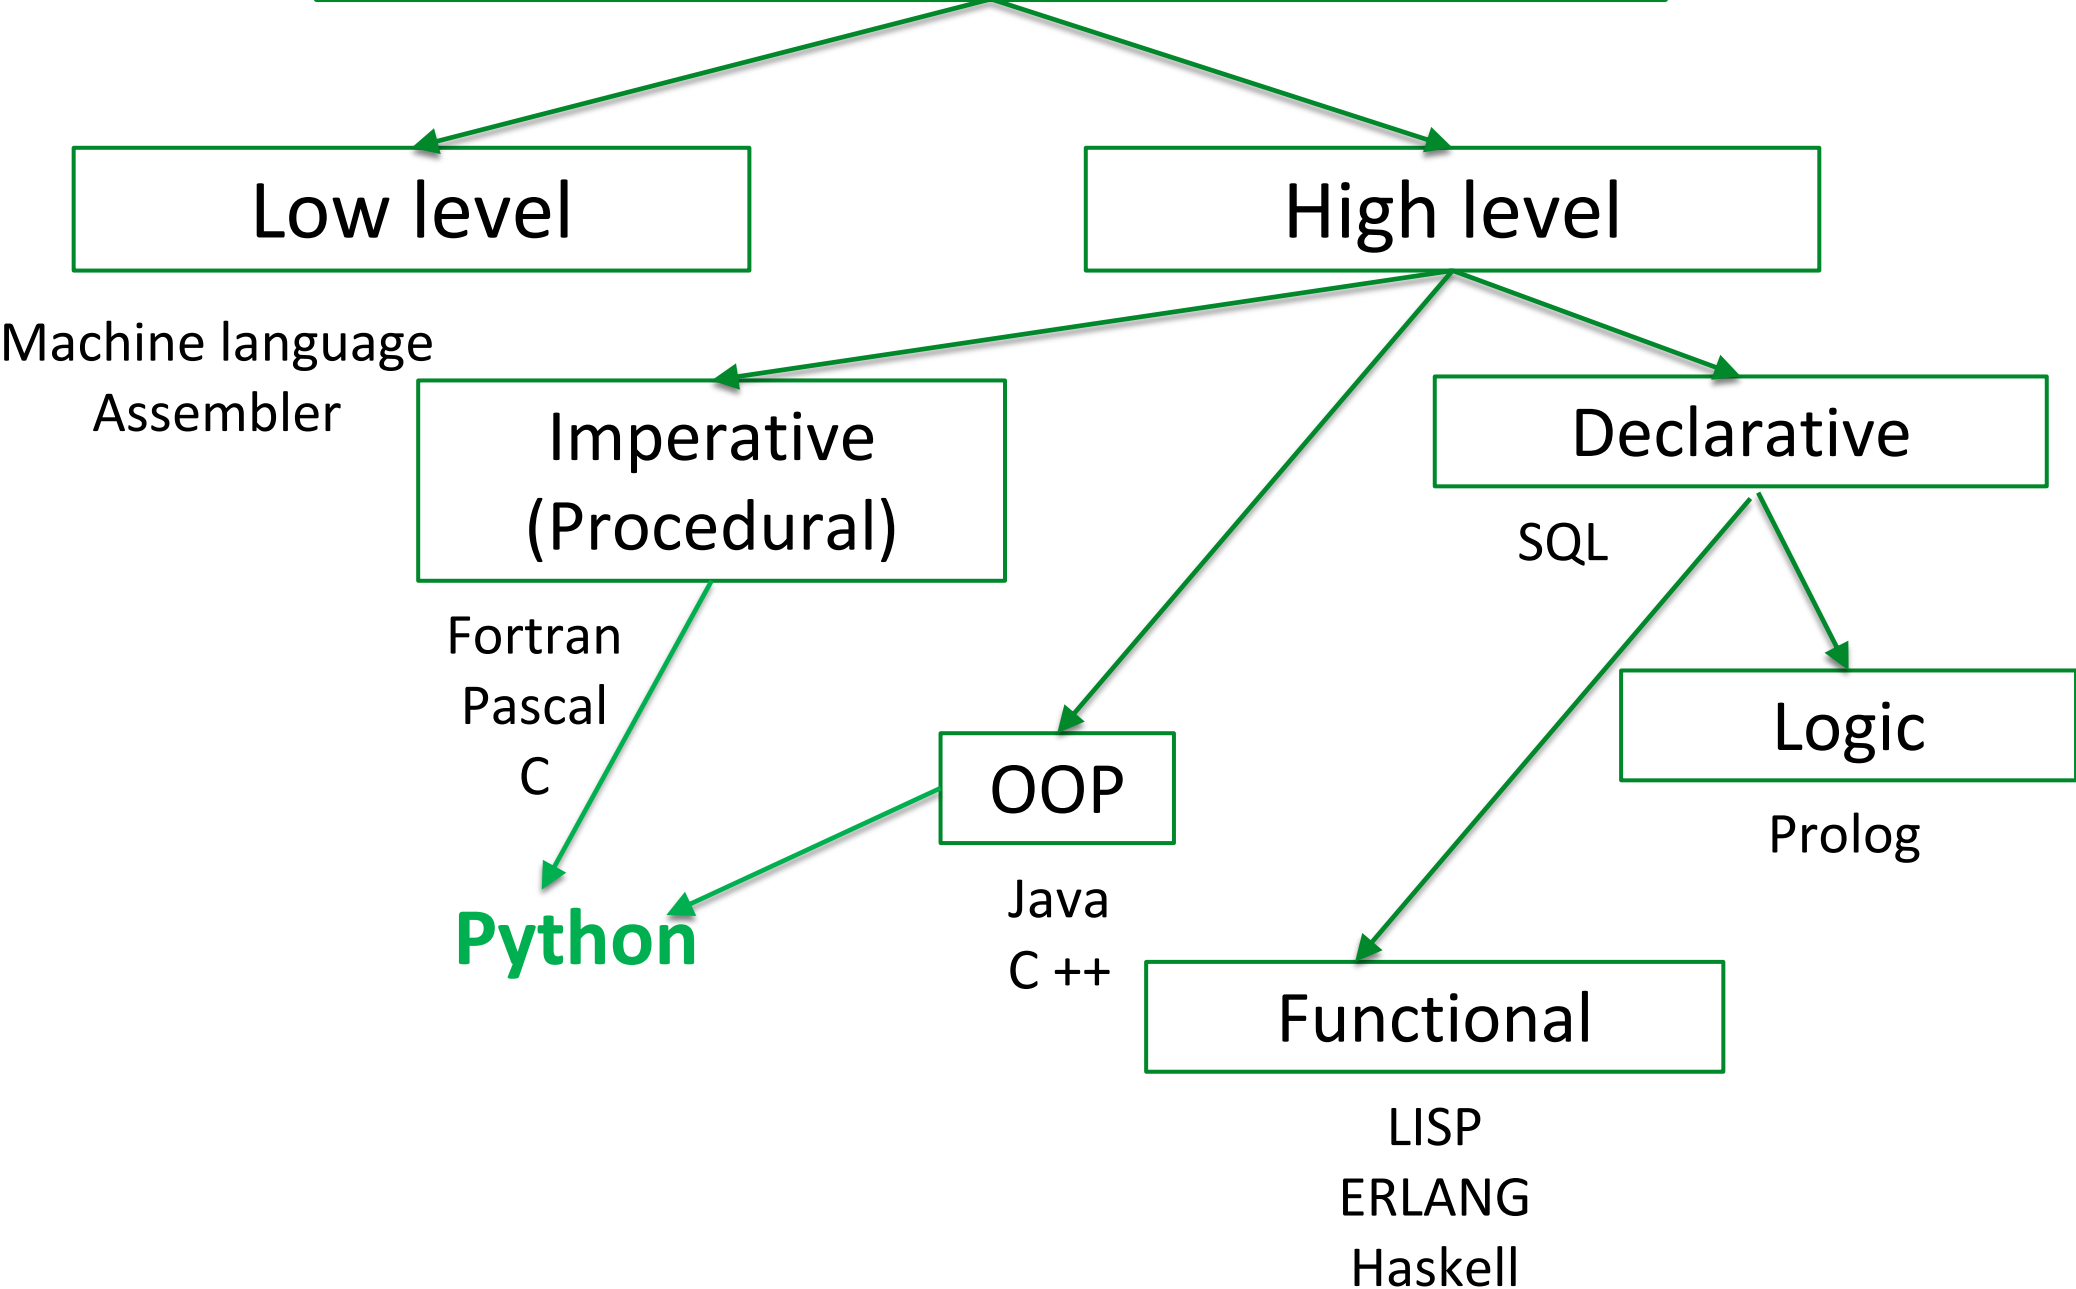 Low level
High level
Machine language
Assembler
Imperative
(Procedural)
Declarative
SQL
Fortran
Pascal
C
OOP
Logic
Prolog
Java
C ++
Python
Functional
LISP
ERLANG
Haskell